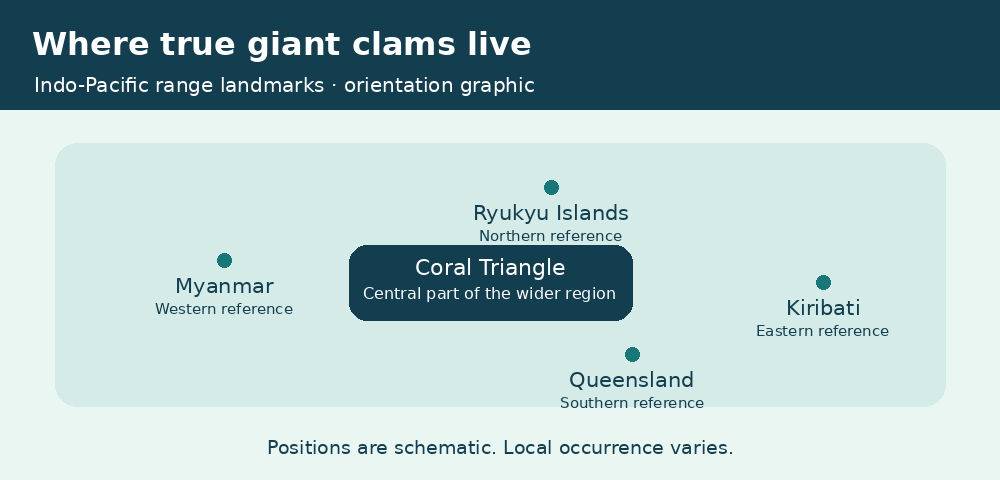 Where true giant clams live
Indo-Pacific range landmarks · orientation graphic
Ryukyu Islands
Northern reference
Coral Triangle
Central part of the wider region
Myanmar
Western reference
Kiribati
Eastern reference
Queensland
Southern reference
Positions are schematic. Local occurrence varies.